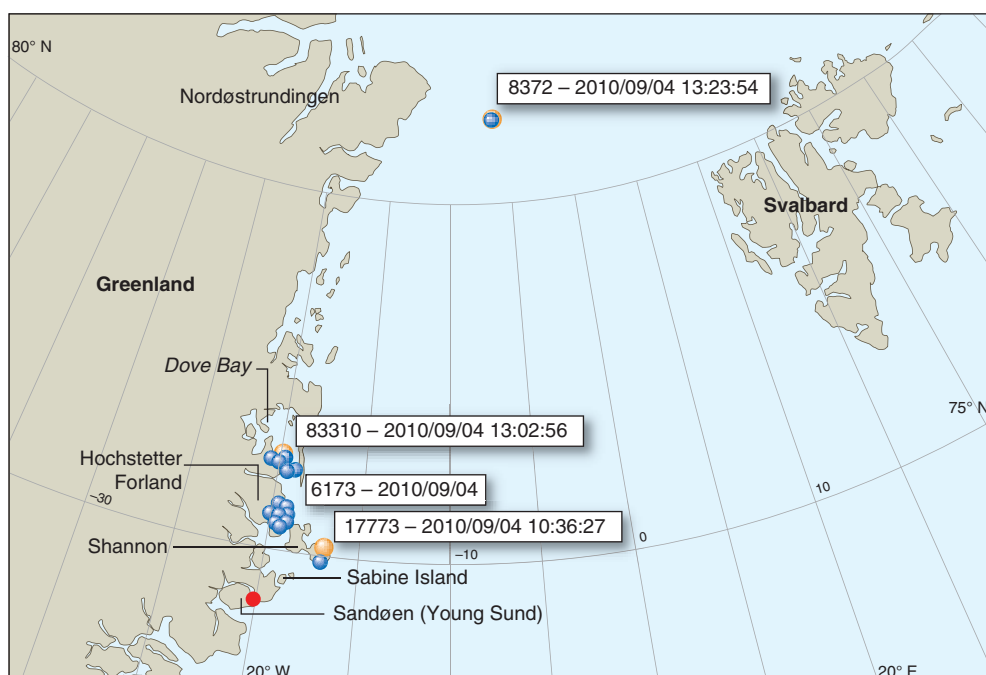 80° N
Nordøstrundingen
8372 – 2010/09/04 13:23:54
Svalbard
Greenland
Dove Bay
75° N
83310 – 2010/09/04 13:02:56
Hochstetter
Forland
6173 – 2010/09/04
–30
10
17773 – 2010/09/04 10:36:27
0
Shannon
–10
Sabine Island
Sandøen (Young Sund)
20° W
20° E